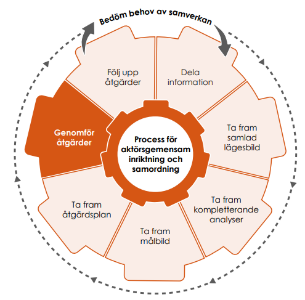 Bedöm behov av samverkan
Följ upp
åtgärder
Dela
information
Genomför
åtgärder
Ta fram
samlad
lägesbild
Process för
aktörsgemensam
inriktning och
samordning
Ta fram
åtgärdsplan
Ta fram
kompletterande
analyser
Ta fram
målbild